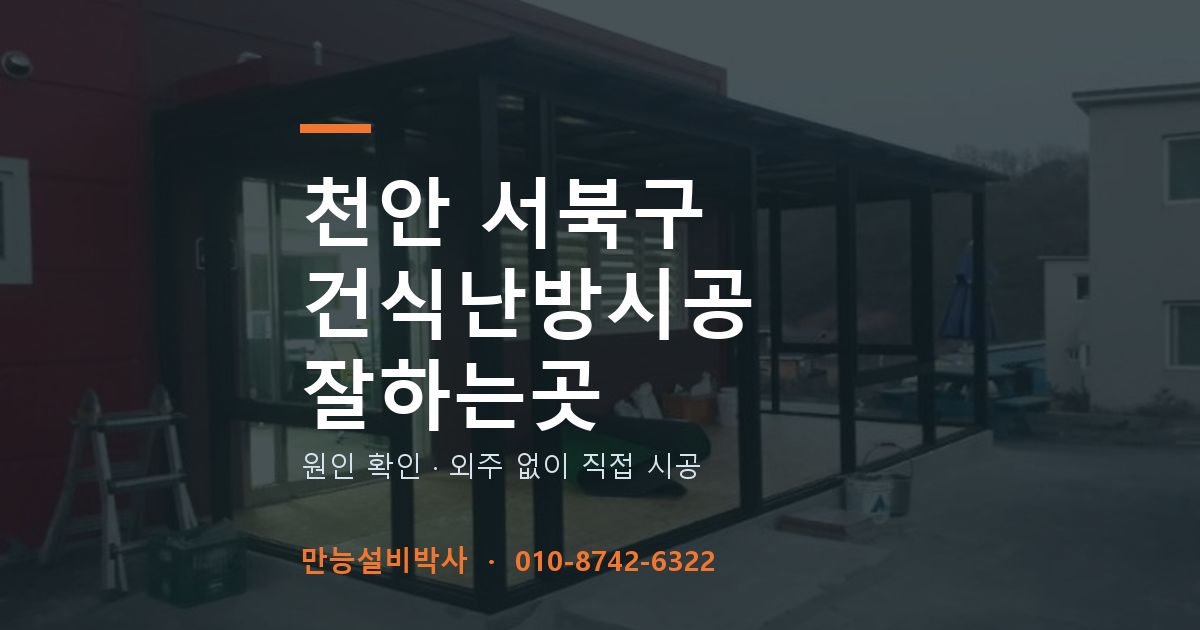 천안 서북구
건식난방시공
잘하는곳
원인 확인 · 외주 없이 직접 시공
만능설비박사 · 010-8742-6322